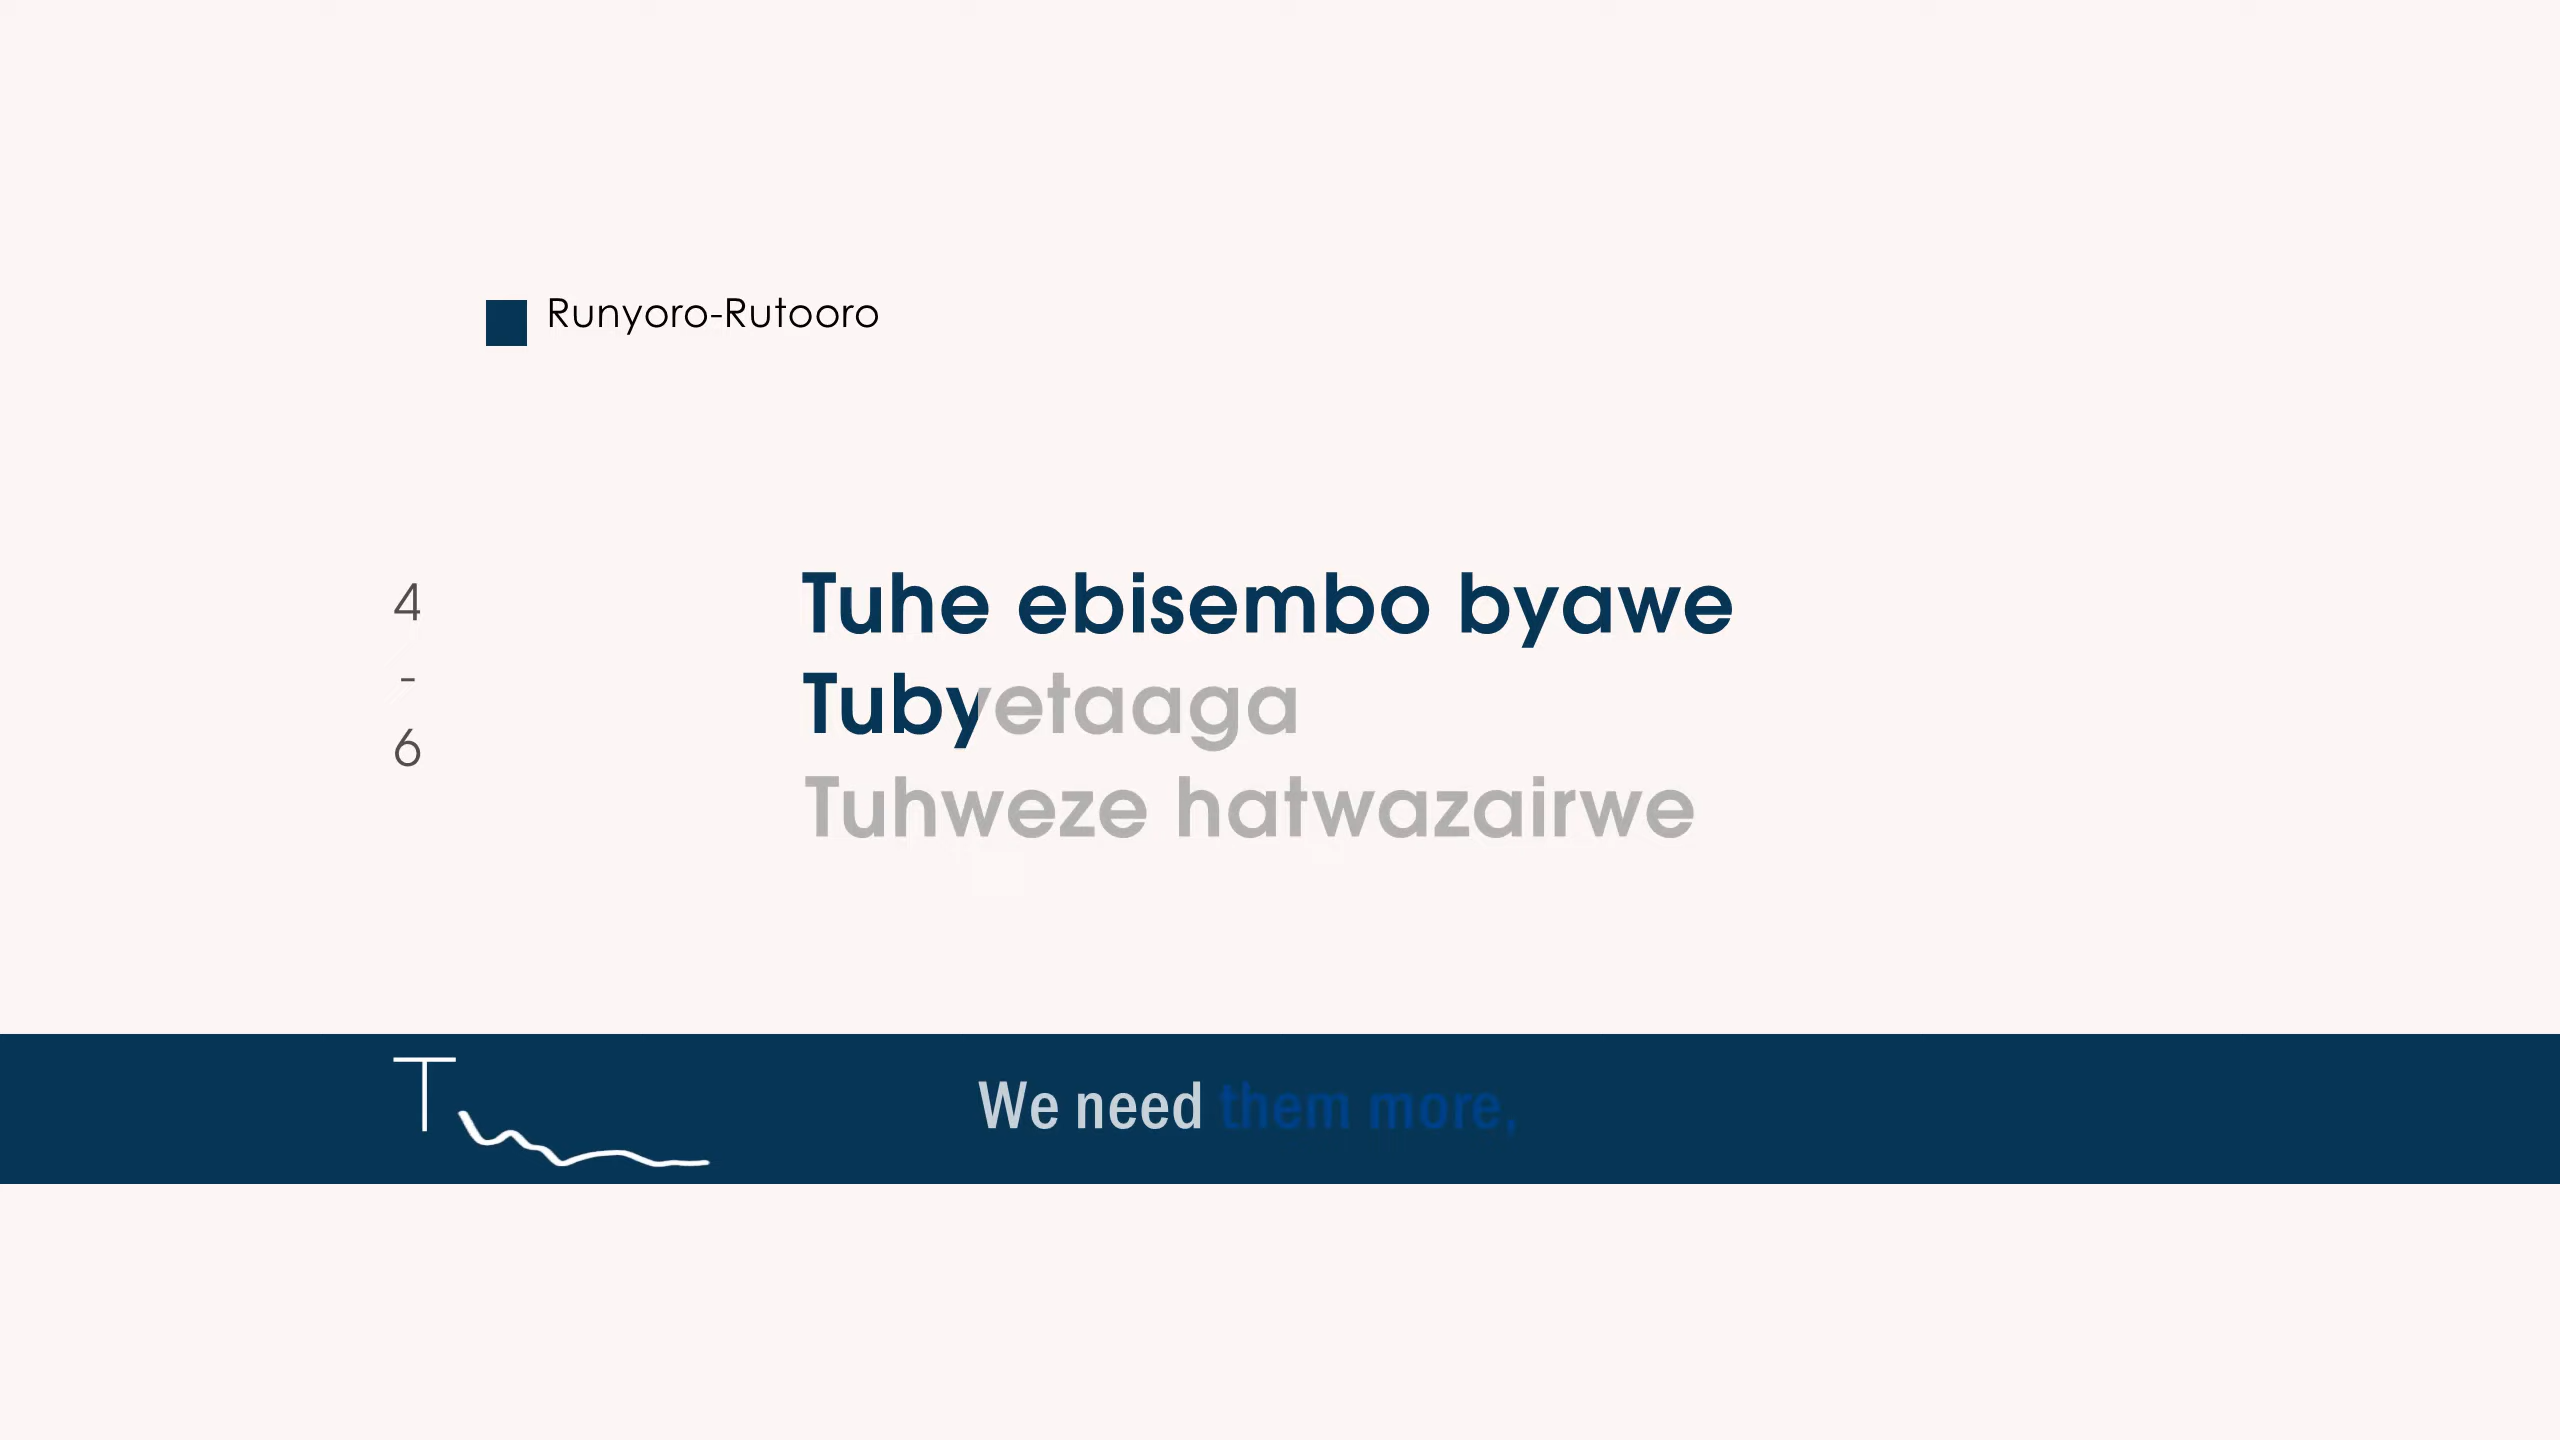 Runyoro-Rutooro
4
-
6
Tuhe ebisembo byawe
Tubyetaaga
Tuhweze hatwazairwe
T
We need them more,